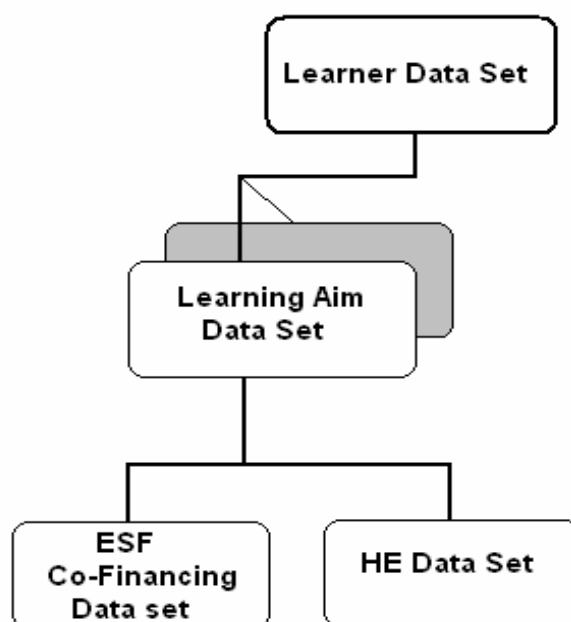 Learner Data Set
Learning Aim
Data Set
ESF
Co-Financing
Data set
HE Data Set